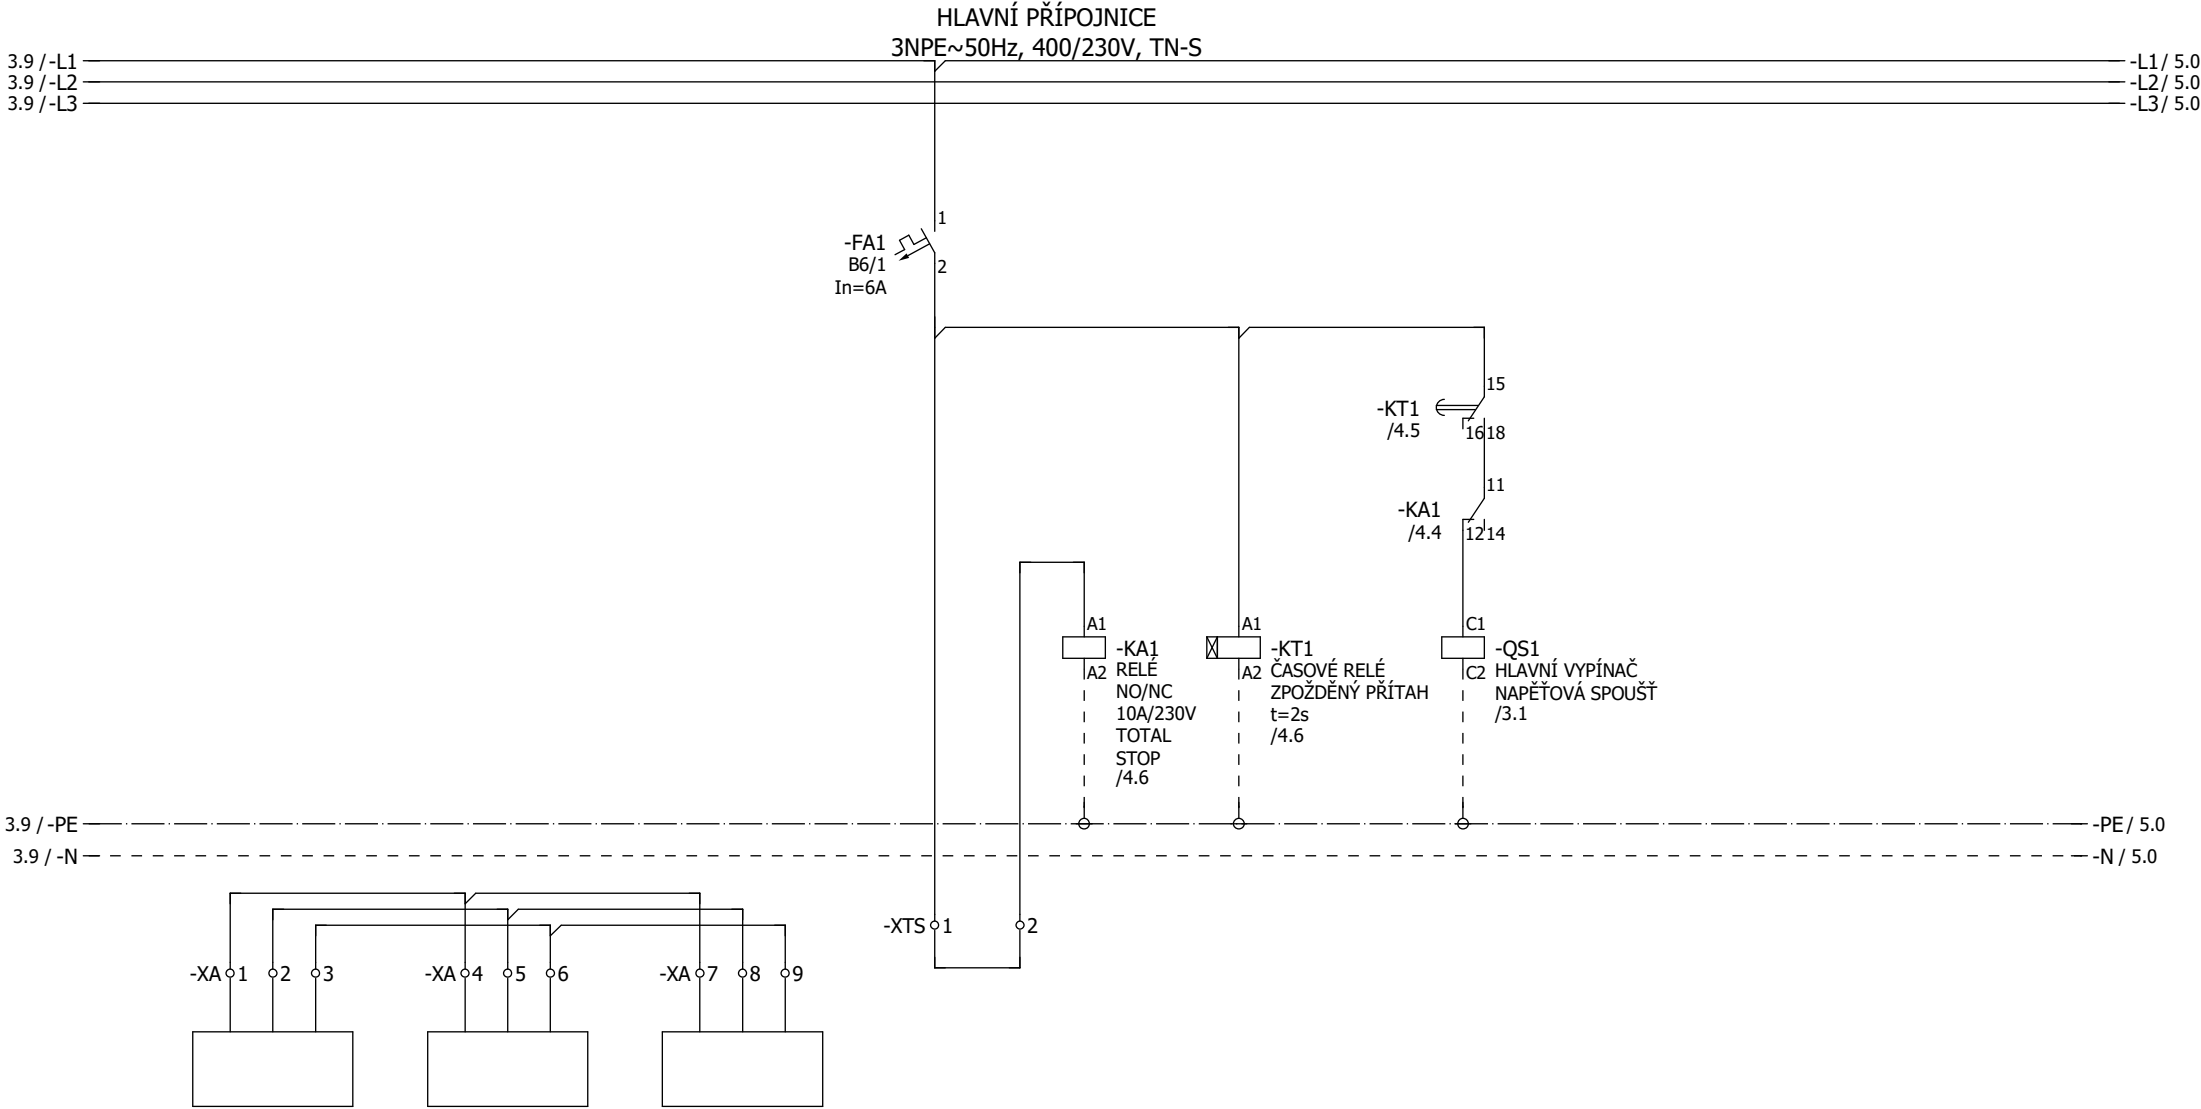 HLAVNÍ PŘÍPOJNICE
3NPE~50Hz, 400/230V, TN-S
3.9 / -L1
-L1 / 5.0
3.9 / -L2
-L2 / 5.0
3.9 / -L3
-L3 / 5.0
1
-FA1
B6/1
2
In=6A
15
-KT1
/4.5
16 18
11
-KA1
/4.4
12 14
A1
-KA1
A2
RELÉ
NO/NC
10A/230V
TOTAL
STOP
/4.6
A1
-KT1
A2
ČASOVÉ RELÉ
ZPOŽDĚNÝ PŘÍTAH
t=2s
/4.6
C1
-QS1
C2
HLAVNÍ VYPÍNAČ
NAPĚŤOVÁ SPOUŠŤ
/3.1
3.9 / -PE
-PE / 5.0
3.9 / -N
-N / 5.0
-XTS 1 2
-XA 1 2 3
-XA 4 5 6
-XA 7 8 9